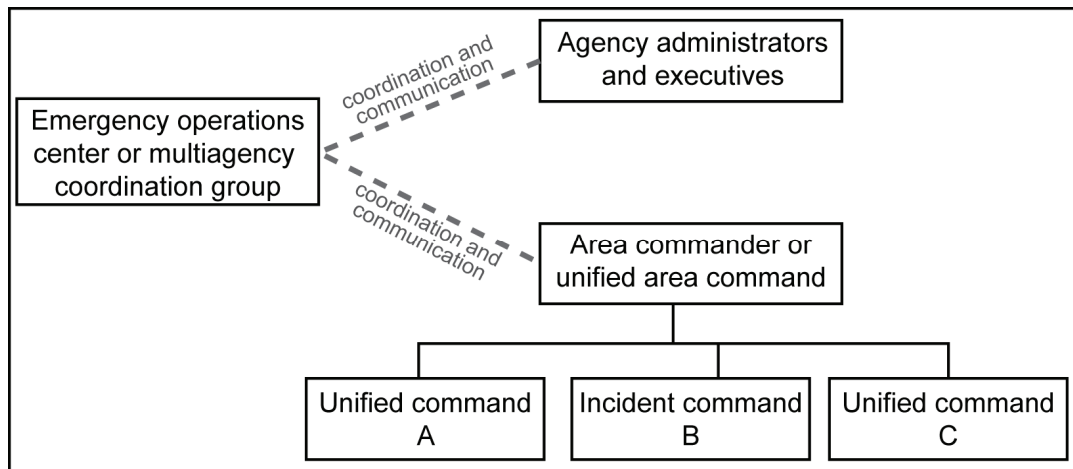 Agency administrators
and executives
coordination and
communication
Emergency operations
center or multiagency
coordination group
coordination and
communication
Area commander or
unified area command
Unified command
A
Incident command
B
Unified command
C